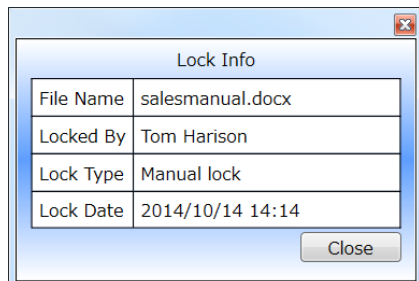 Lock Info
File Name salesmanual.docx
Locked By Tom Harison
Lock Type Manual lock
Lock Date 2014/10/14 14:14
Close